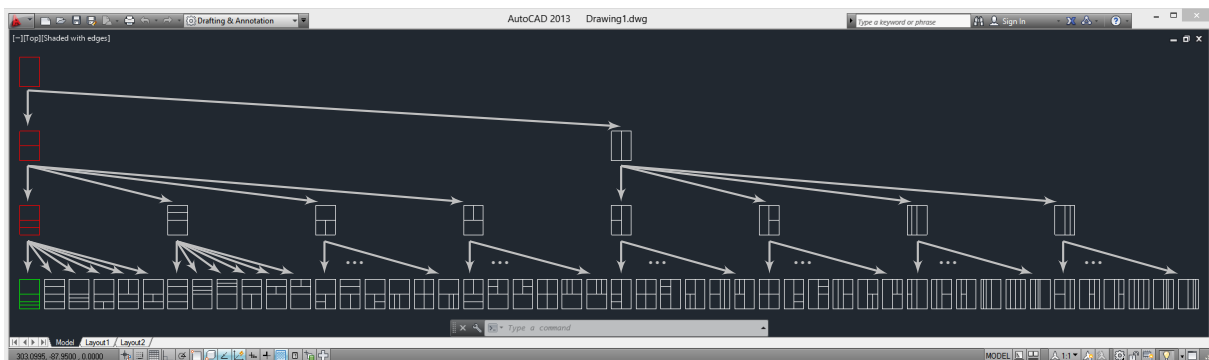 Drafting & Annotation
AutoCAD 2013 Drawing1.dwg
Type a keyword or phrase
Sign In
[−][Top][Shaded with edges]
Type a command
Model Layout1 Layout2
303.0995, -87.9500, 0.0000
MODEL
1:1